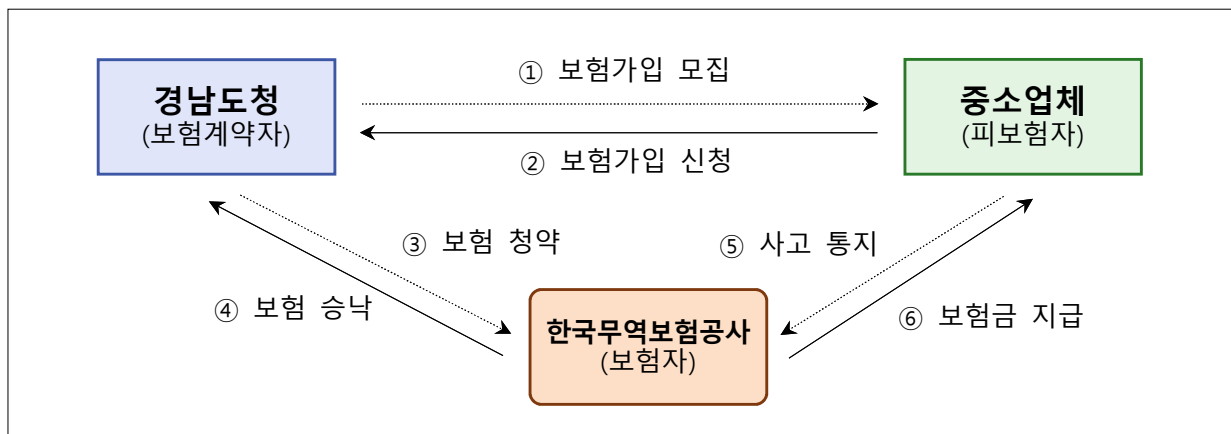 ① 보험가입 모집
경남도청
(보험계약자)
중소업체
(피보험자)
② 보험가입 신청
③ 보험 청약
⑤ 사고 통지
④ 보험 승낙
⑥ 보험금 지급
한국무역보험공사
(보험자)